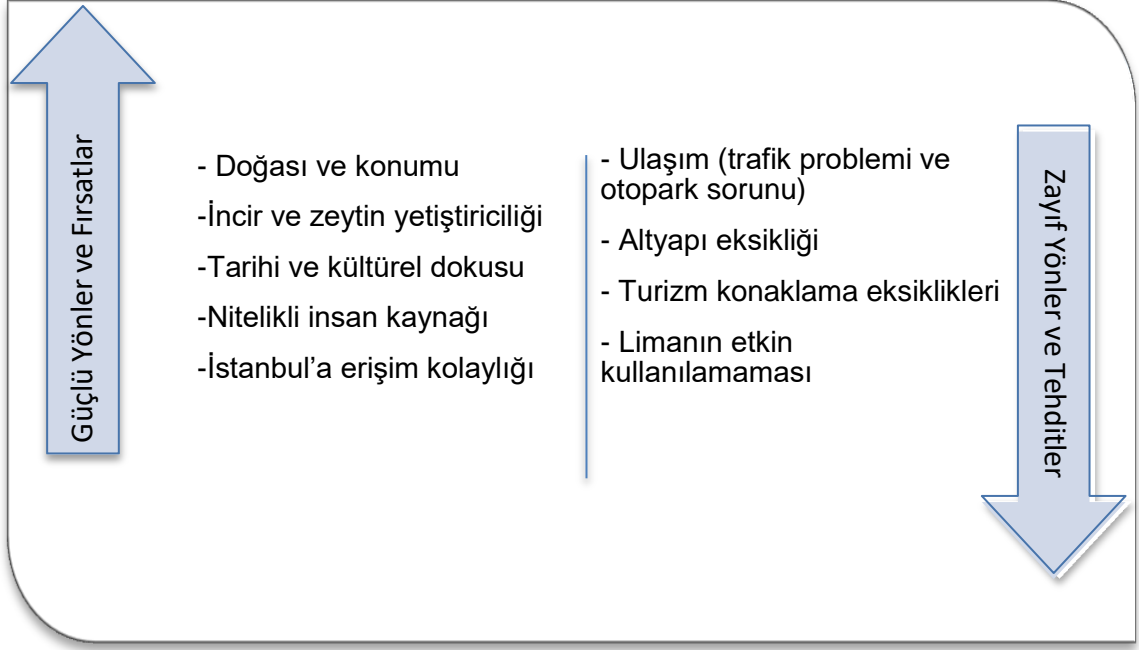 Güçlü Yönler ve Fırsatlar
- Doğası ve konumu
-İncir ve zeytin yetiştiriciliği
-Tarihi ve kültürel dokusu
-Nitelikli insan kaynağı
-İstanbul’a erişim kolaylığı
- Ulaşım (trafik problemi ve
otopark sorunu)
- Altyapı eksikliği
- Turizm konaklama eksiklikleri
- Limanın etkin
kullanılamaması
Zayıf Yönler ve Tehditler